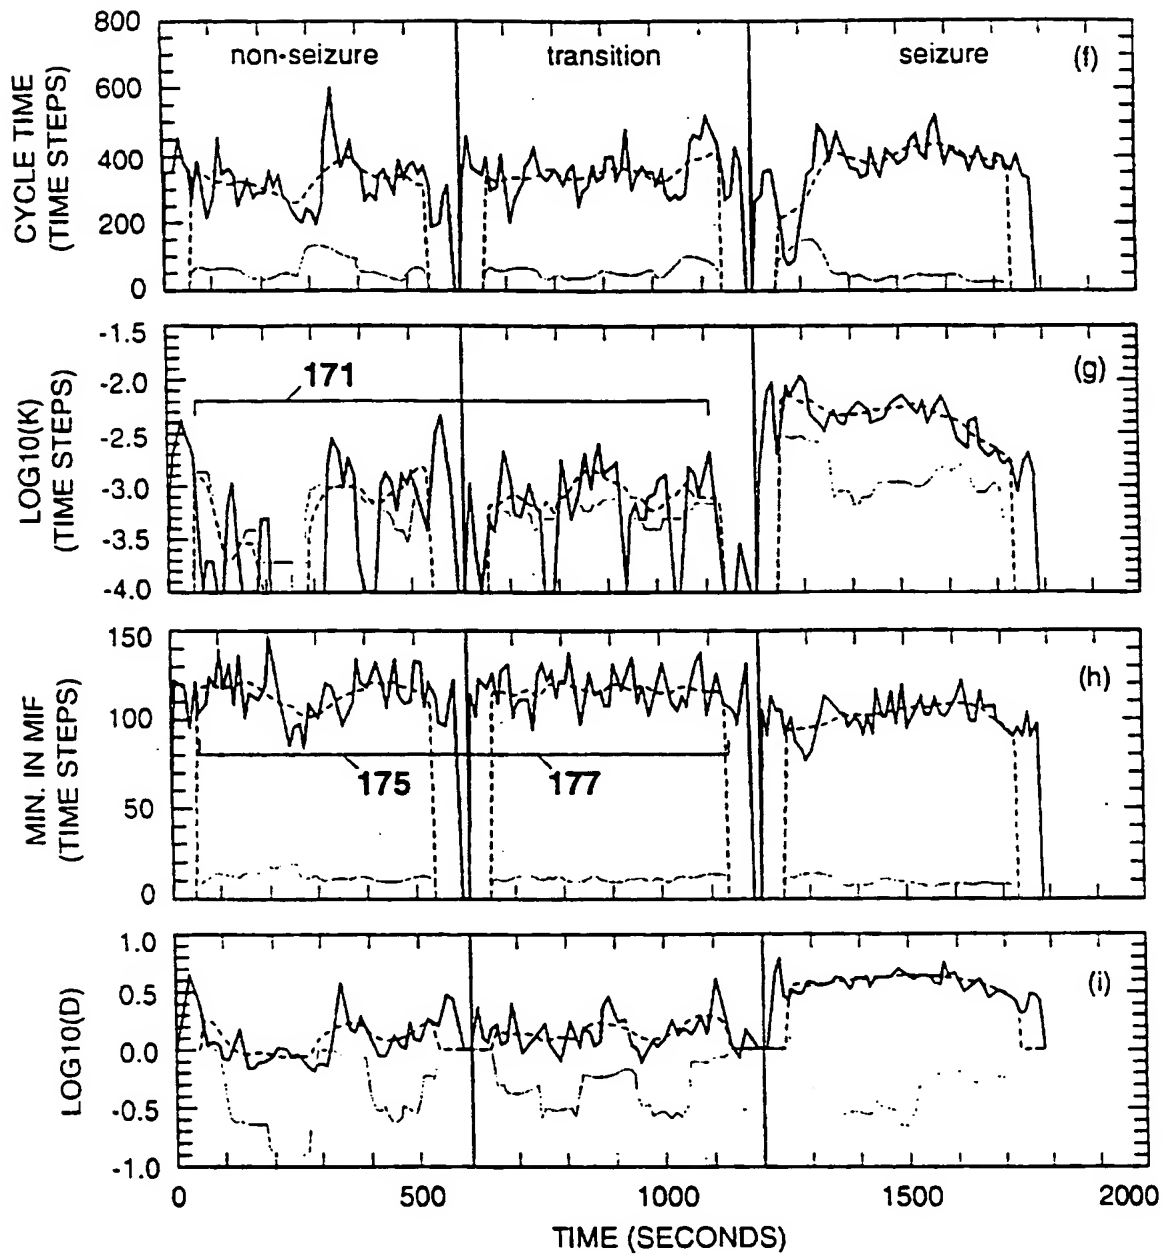 800
600
400
200
0
CYCLE TIME
(TIME STEPS)
non-seizure
transition
seizure
(f)
-1.5
-2.0
-2.5
-3.0
-3.5
-4.0
LOG10(K)
(TIME STEPS)
171
(g)
150
100
50
0
MIN. IN MIF
(TIME STEPS)
175
177
(h)
1.0
0.5
0.0
-0.5
-1.0
LOG10(D)
(i)
0
500
1000
1500
2000
TIME (SECONDS)